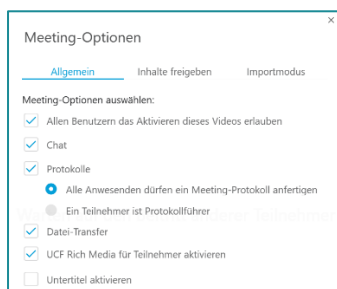 Meeting-Optionen
Allgemein Inhalte freigeben Importmodus
Meeting-Optionen auswählen:
Allen Benutzern das Aktivieren dieses Videos erlauben
Chat
Protokolle
Alle Anwesenden dürfen ein Meeting-Protokoll anfertigen
Ein Teilnehmer ist Protokollführer
Datei-Transfer
UCF Rich Media für Teilnehmer aktivieren
Untertitel aktivieren